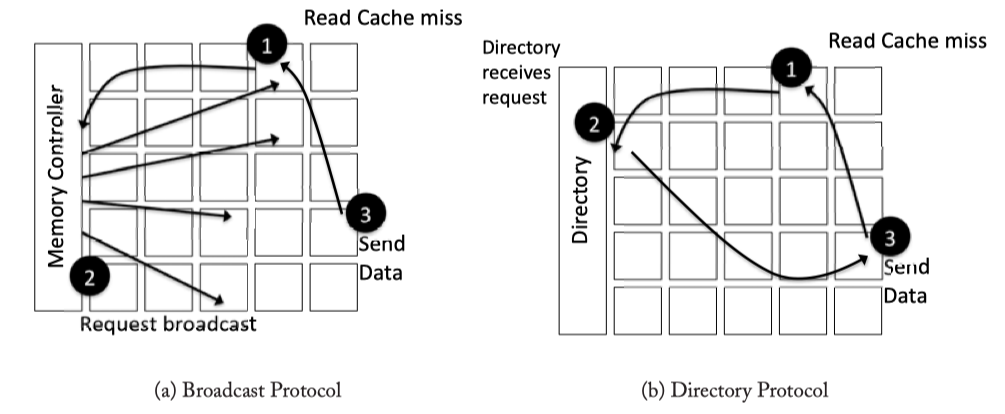 Read Cache miss
1
Memory Controller
3
Send
Data
2
Request broadcast
(a) Broadcast Protocol
Read Cache miss
Directory
receives
request
1
2
Directory
3
Send
Data
(b) Directory Protocol